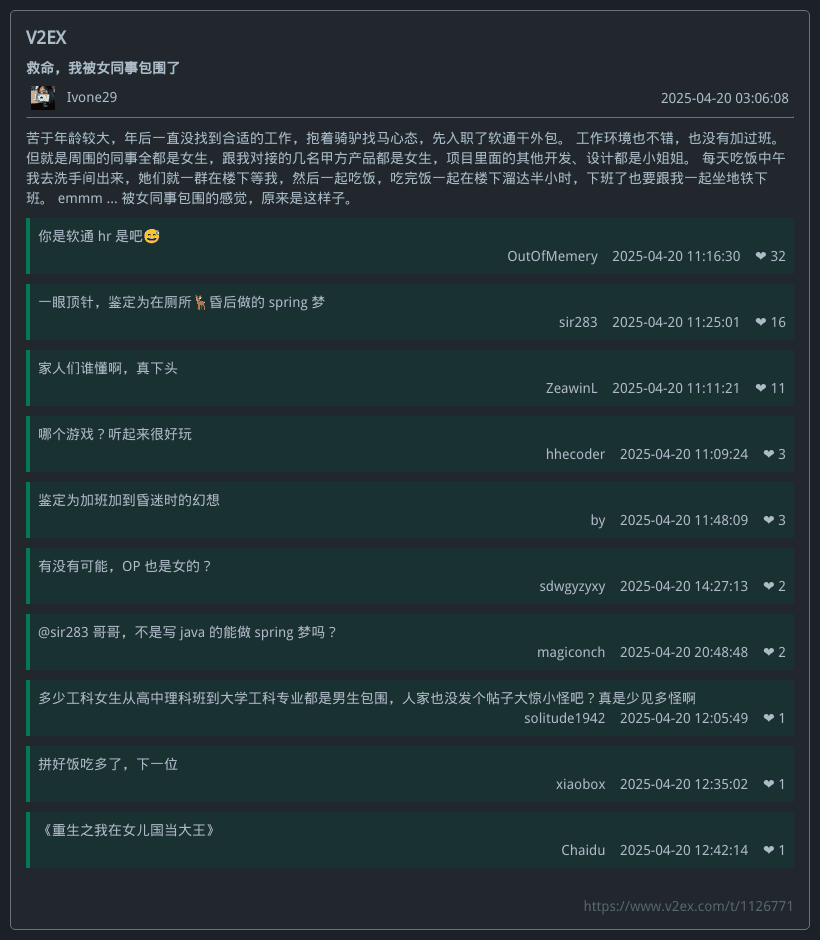 V2EX
救命，我被女同事包围了
Ivone29 2025-04-20 03:06:08
苦于年龄较大，年后一直没找到合适的工作，抱着骑驴找马心态，先入职了软通干外包。 工作环境也不错，也没有加过班。
但就是周围的同事全都是女生，跟我对接的几名甲方产品都是女生，项目里面的其他开发、设计都是小姐姐。 每天吃饭中午
我去洗手间出来，她们就一群在楼下等我，然后一起吃饭，吃完饭一起在楼下溜达半小时，下班了也要跟我一起坐地铁下
班。 emmm ... 被女同事包围的感觉，原来是这样子。
你是软通 hr 是吧😅
OutOfMemery 2025-04-20 11:16:30 ❤ 32
一眼顶针，鉴定为在厕所🦌昏后做的 spring 梦
sir283 2025-04-20 11:25:01 ❤ 16
家人们谁懂啊，真下头
ZeawinL 2025-04-20 11:11:21 ❤ 11
哪个游戏？听起来很好玩
hhecoder 2025-04-20 11:09:24 ❤ 3
鉴定为加班加到昏迷时的幻想
by 2025-04-20 11:48:09 ❤ 3
有没有可能，OP 也是女的？
sdwgyzyxy 2025-04-20 14:27:13 ❤ 2
@sir283 哥哥，不是写 java 的能做 spring 梦吗？
magiconch 2025-04-20 20:48:48 ❤ 2
多少工科女生从高中理科班到大学工科专业都是男生包围，人家也没发个帖子大惊小怪吧？真是少见多怪啊
solitude1942 2025-04-20 12:05:49 ❤ 1
拼好饭吃多了，下一位
xiaobox 2025-04-20 12:35:02 ❤ 1
《重生之我在女儿国当大王》
Chaidu 2025-04-20 12:42:14 ❤ 1
https://www.v2ex.com/t/1126771